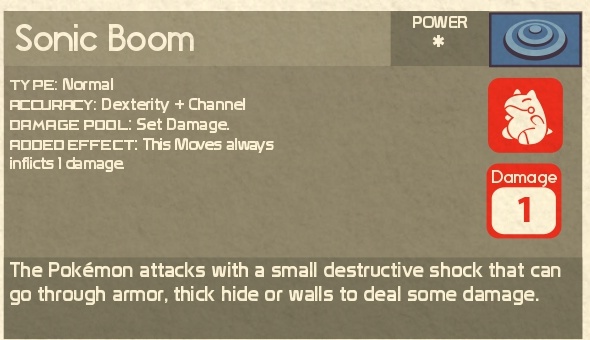 Sonic Boom
POWER
*
TYPE: Normal
ACCURACY: Dexterity + Channel
DAMAGE POOL: Set Damage.
ADDED EFFECT: This Moves always
inflicts 1 damage.
Damage
1
The Pokémon attacks with a small destructive shock that can
go through armor, thick hide or walls to deal some damage.